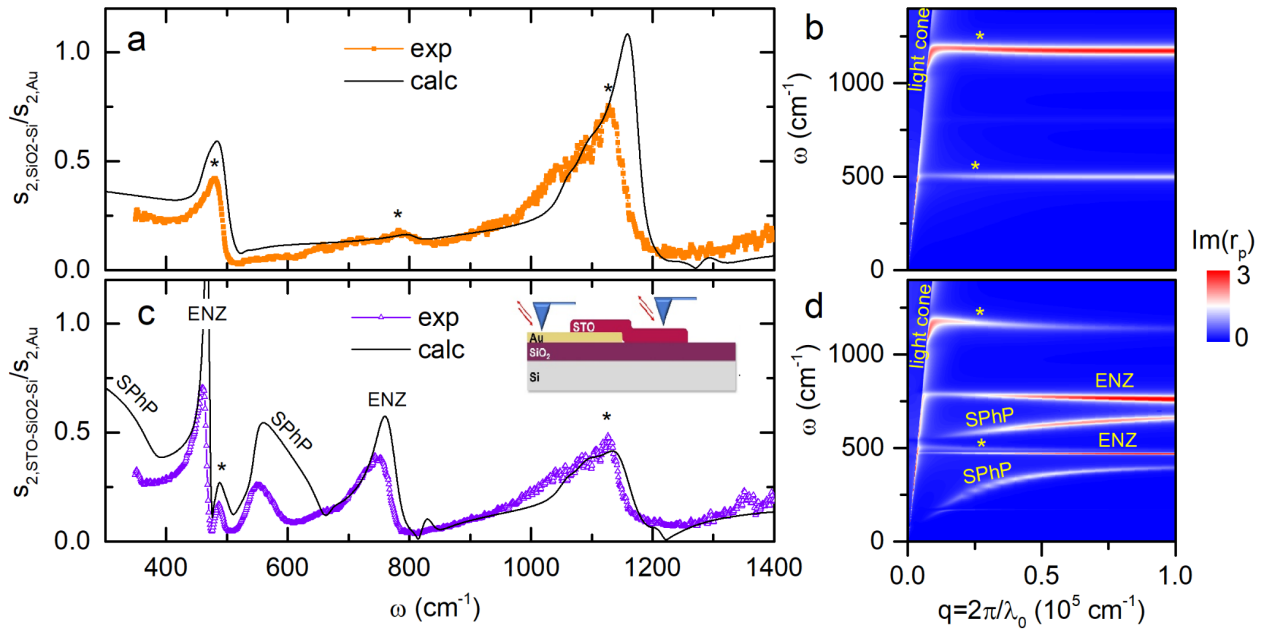 a
exp
calc
*
*
*
1.0
0.5
0.0
s2,SiO2-Si/s2,Au
b
light cone
*
*
1000
500
0
ω (cm-1)
Im(rp)
3
0
c
ENZ
exp
calc
SPhP
*
SPhP
ENZ
*
STO
Au
SiO2
Si
1.0
0.5
0.0
s2,STO-SiO2-Si/s2,Au
400
600
800
1000
1200
1400
ω (cm-1)
d
light cone
*
ENZ
SPhP
*
ENZ
SPhP
1000
500
0
ω (cm-1)
0.0
0.5
1.0
q=2π/λ0 (105 cm-1)